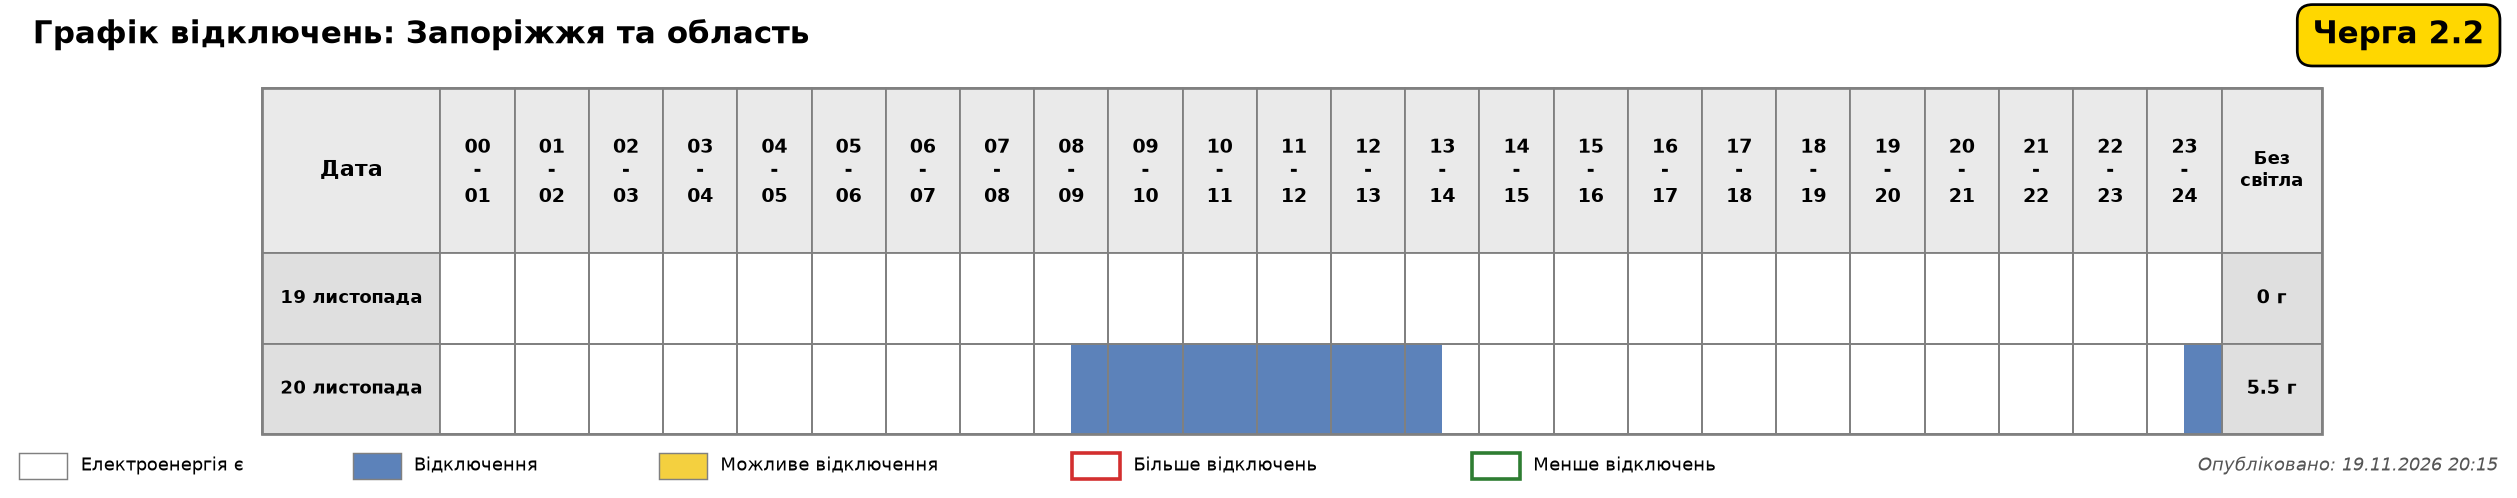 Графік відключень: Запоріжжя та область
Черга 2.2
Дата
00 - 01
01 - 02
02 - 03
03 - 04
04 - 05
05 - 06
06 - 07
07 - 08
08 - 09
09 - 10
10 - 11
11 - 12
12 - 13
13 - 14
14 - 15
15 - 16
16 - 17
17 - 18
18 - 19
19 - 20
20 - 21
21 - 22
22 - 23
23 - 24
Без
світла
19 листопада
0 г
20 листопада
5.5 г
Електроенергія є
Відключення
Можливе відключення
Більше відключень
Менше відключень
Опубліковано: 19.11.2026 20:15